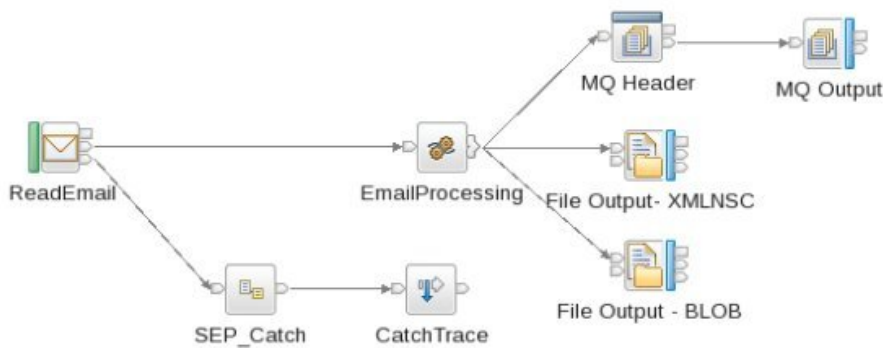 MQ Header
MQ Output
ReadEmail
EmailProcessing
File Output- XMLNSC
File Output - BLOB
SEP_Catch
CatchTrace